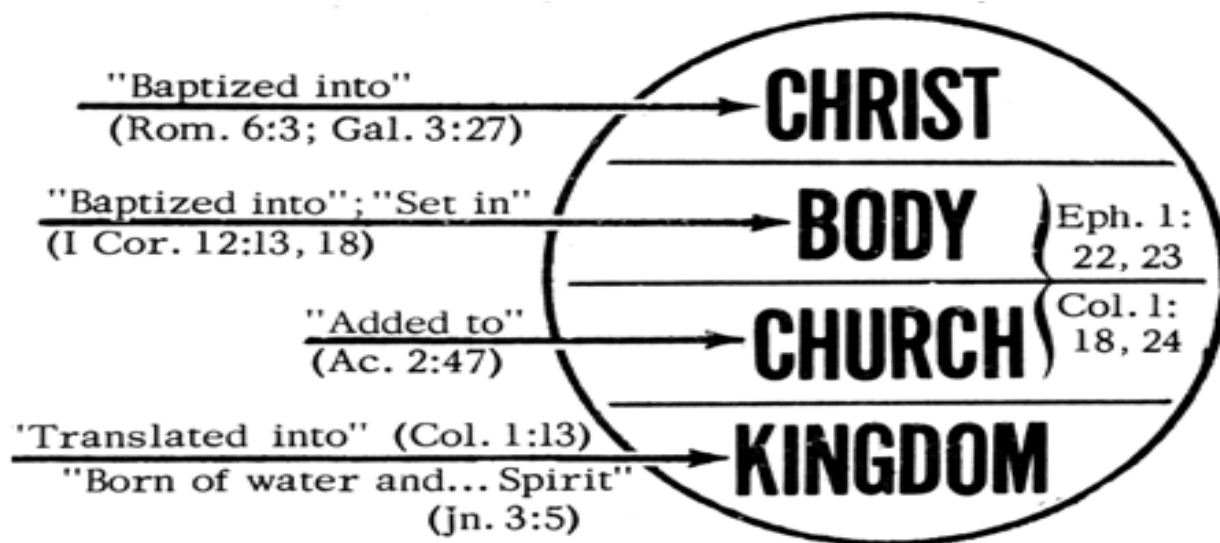 "Baptized into"
(Rom. 6:3; Gal. 3:27)
CHRIST
"Baptized into"; "Set in"
(I Cor. 12:13, 18)
BODY
Eph. 1:
22, 23
"Added to"
(Ac. 2:47)
CHURCH
Col. 1:
18, 24
'Translated into" (Col. 1:13)
"Born of water and... Spirit"
(Jn. 3:5)
KINGDOM